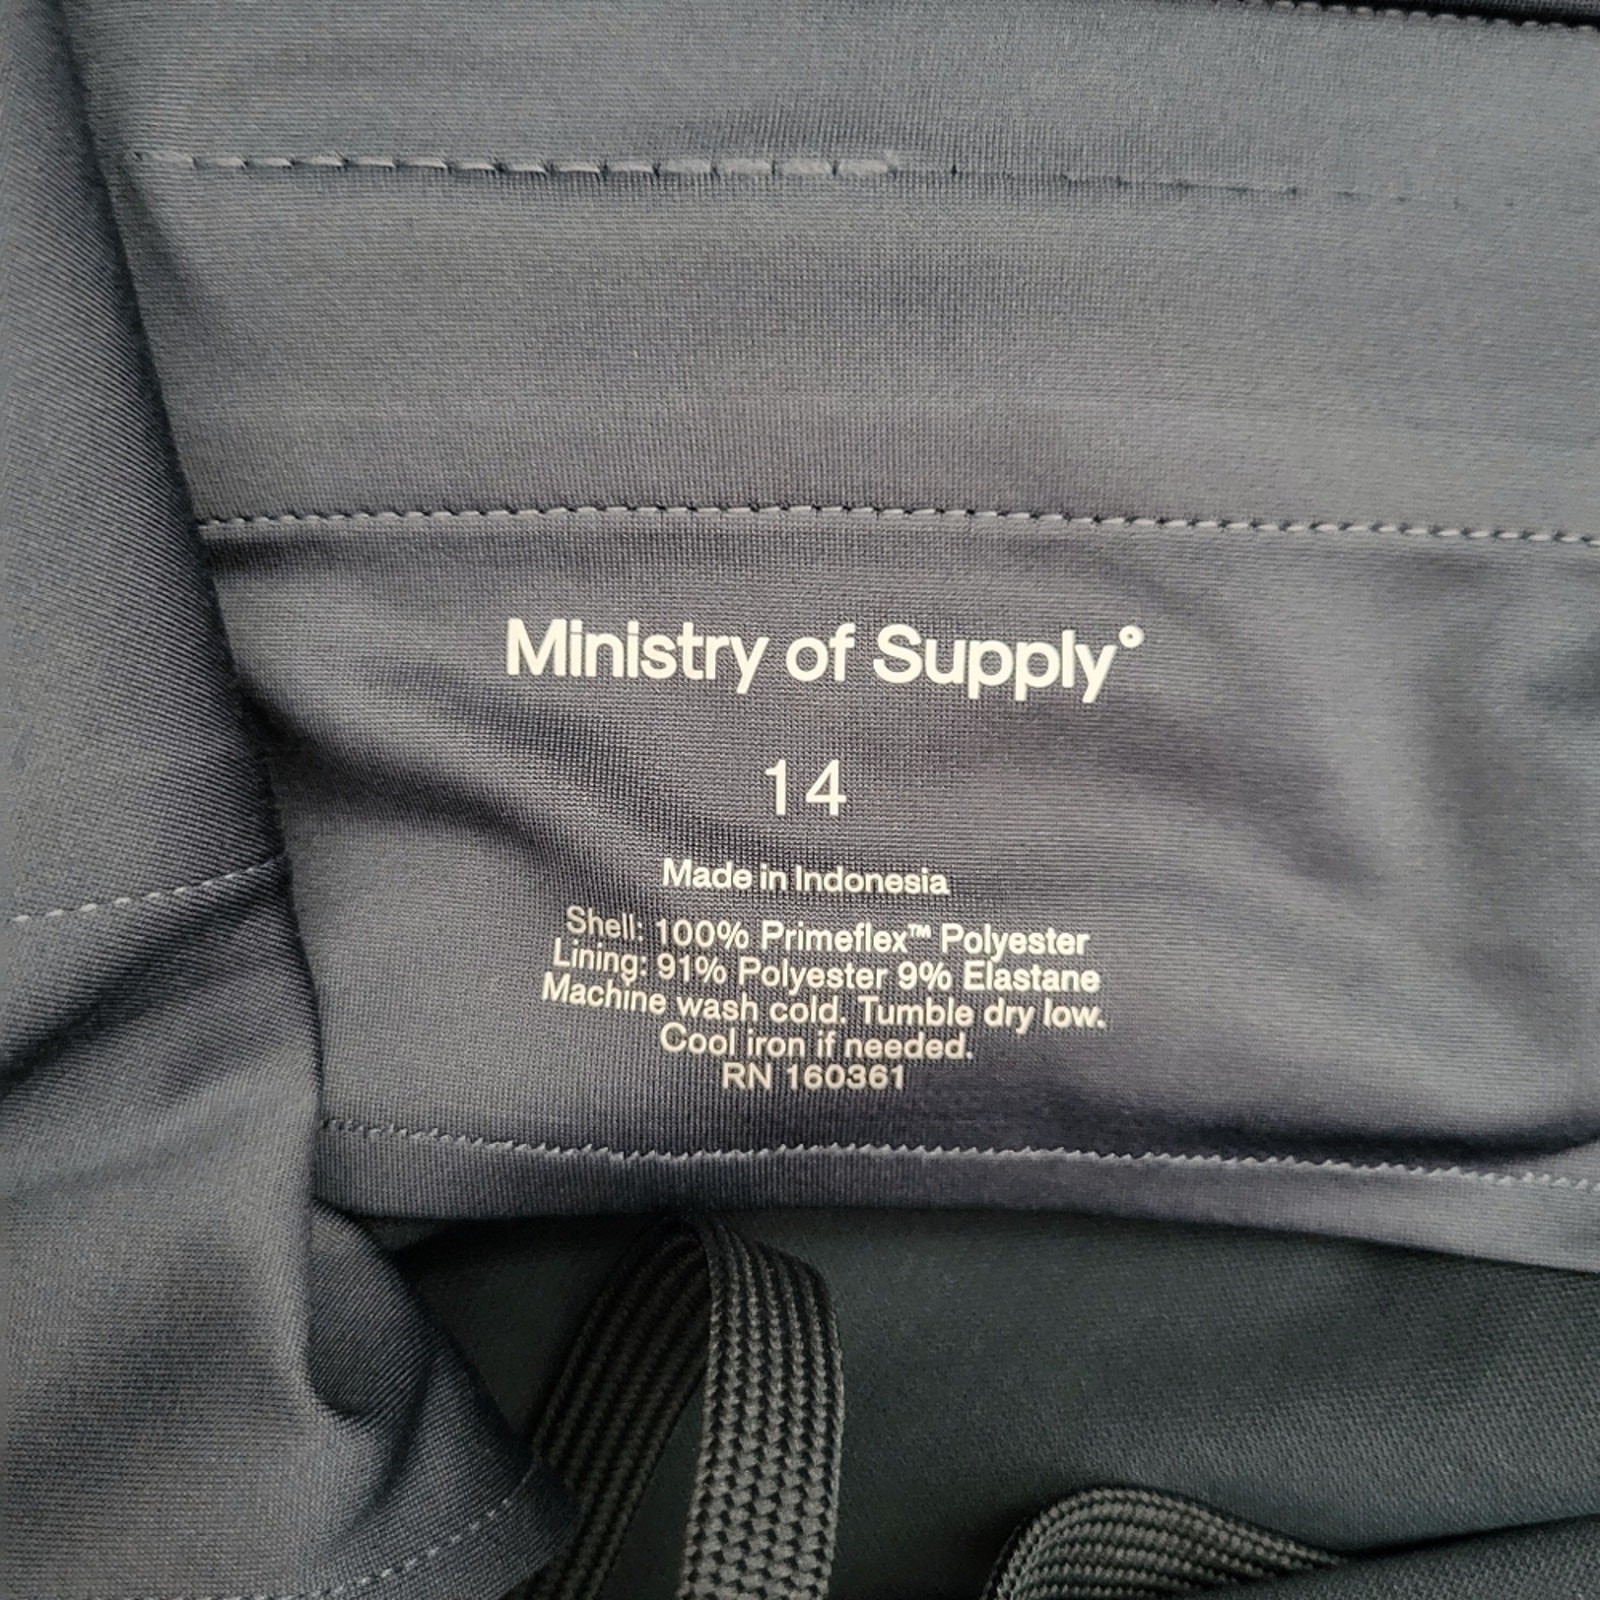 Ministry of Supply°
14
Made in Indonesia
Shell: 100% Primeflex™ Polyester
Lining: 91% Polyester 9% Elastane
Machine wash cold. Tumble dry low.
Cool iron if needed.
RN 160361